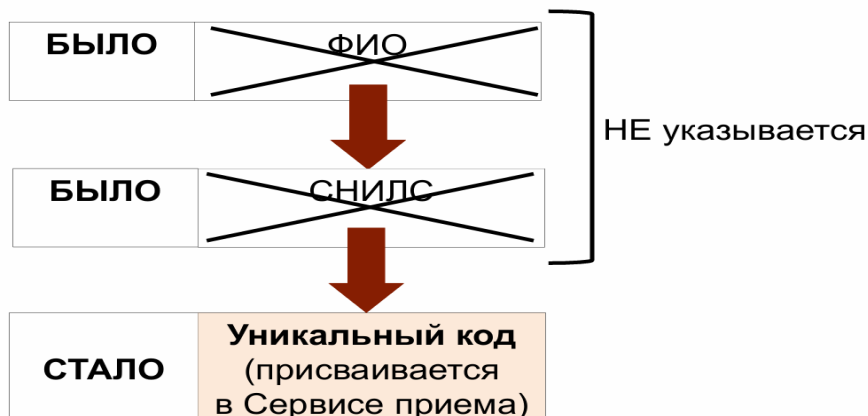 БЫЛО ФИО
НЕ указывается
БЫЛО СНИЛС
Уникальный код
СТАЛО (присваивается
в Сервисе приема)